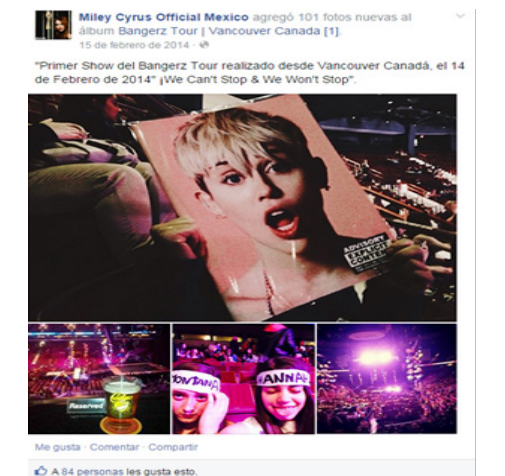 Miley Cyrus Official Mexico agregó 101 fotos nuevas al
álbum Bangerz Tour | Vancouver Canada [1].
15 de febrero de 2014 ·
"Primer Show del Bangerz Tour realizado desde Vancouver Canadá, el 14
de Febrero de 2014" ¡We Can't Stop & We Won't Stop".
ADVISORY
EXPLICIT
CONTENT
Reserved
MONTANA
HANNAH
Me gusta · Comentar · Compartir
A 84 personas les gusta esto.